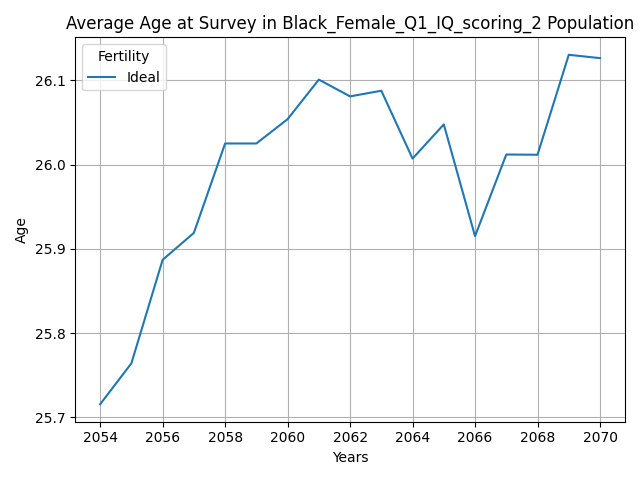 Average Age at Survey in Black_Female_Q1_IQ_scoring_2 Population
Fertility
Ideal
26.1
26.0
25.9
25.8
25.7
Age
2054 2056 2058 2060 2062 2064 2066 2068 2070
Years